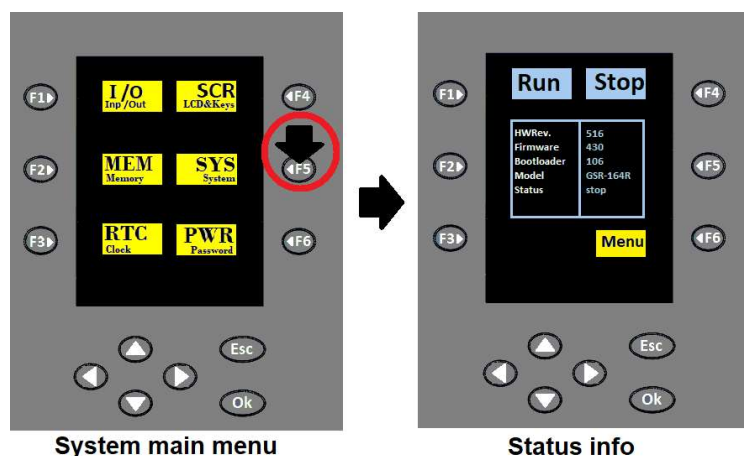 F1
I/O
Inp/Out
SCR
LCD&Keys
F4
F2
MEM
Memory
SYS
System
F5
F3
RTC
Clock
PWR
Password
F6
Esc
Ok
System main menu
F1
Run
Stop
F4
F2
HWRev. 516
Firmware 430
Bootloader 106
Model GSR-164R
Status stop
F5
F3
Menu
F6
Esc
Ok
Status info